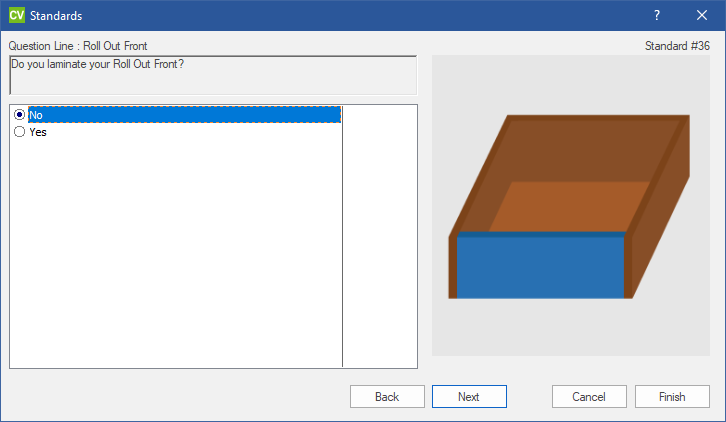 CV Standards ?
Question Line : Roll Out Front
Standard #36
Do you laminate your Roll Out Front?
No
Yes
Back
Next
Cancel
Finish